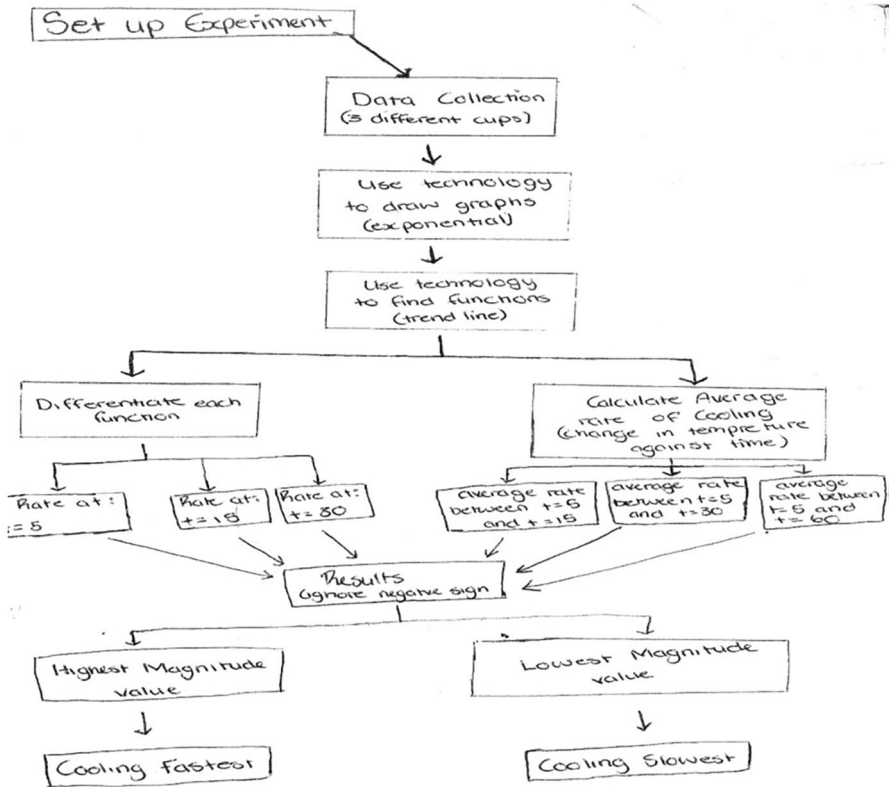 Set up Experiment
Data Collection
(3 different cups)
Use technology
to draw graphs
(exponential)
Use technology
to find functions
(trend line)
Differentiate each
function
Calculate Average
rate of Cooling
(change in tempreture
against time)
Rate at:
t=5
Rate at:
t=15
Rate at:
t=30
average rate
between t=5
and t=15
average rate
between t=5
and t=30
average
rate between
t=5 and
t=60
Results
(ignore negative sign
Highest Magnitude
value
Lowest Magnitude
value
Cooling Fastest
Cooling Slowest